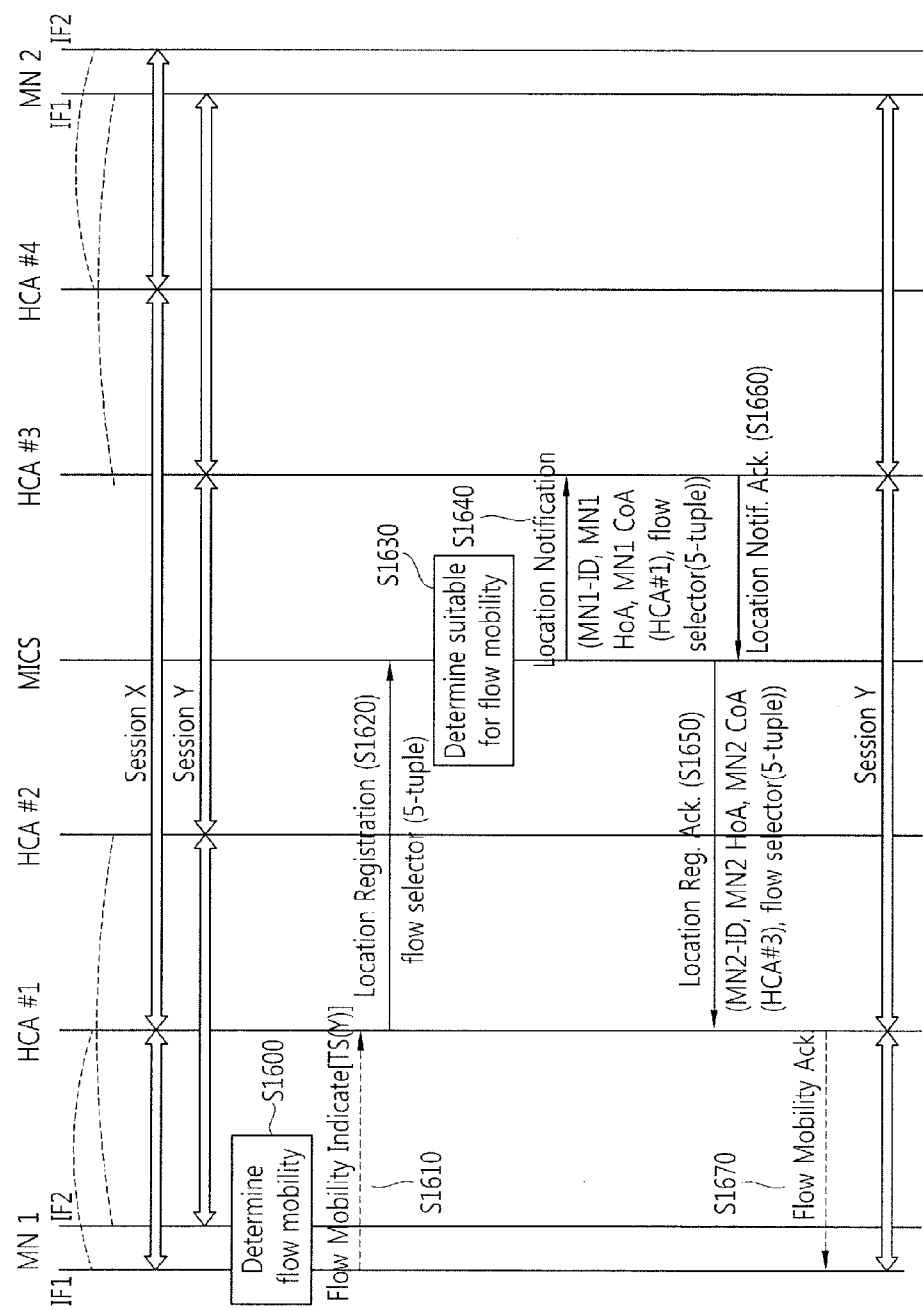 MN 1
IF1
IF2
HCA #1
HCA #2
MICS
HCA #3
HCA #4
MN 2
IF1
IF2
Session X
Session Y
Determine
flow mobility
S1600
Flow Mobility Indicate[TS(Y)]
S1610
Location Registration (S1620)
flow selector (5-tuple)
S1630
Determine suitable
for flow mobility
S1640
Location Notification
(MN1-ID, MN1
HoA, MN1 CoA
(HCA#1), flow
selector(5-tuple))
Location Reg. Ack. (S1650)
(MN2-ID, MN2 HoA, MN2 CoA
(HCA#3), flow selector(5-tuple))
Location Notif. Ack. (S1660)
S1670
Flow Mobility Ack.
Session Y